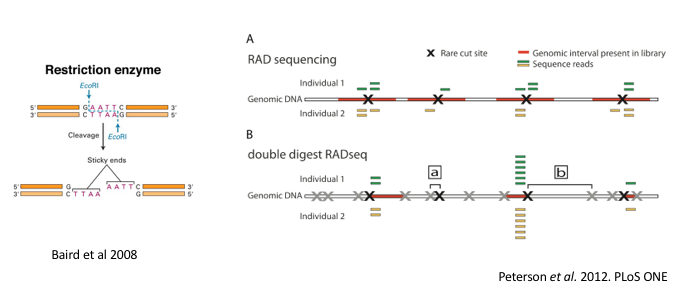 Restriction enzyme
EcoRI
5' G A A T T C 3'
3' C T T A A G 5'
Cleavage EcoRI
Sticky ends
5' G A A T T C 3'
3' C T T A A G 5'
Baird et al 2008
A
RAD sequencing
X Rare cut site
Genomic interval present in library
Sequence reads
Individual 1
Genomic DNA
Individual 2
B
double digest RADseq
Individual 1
a b
Genomic DNA
Individual 2
Peterson et al. 2012. PLoS ONE